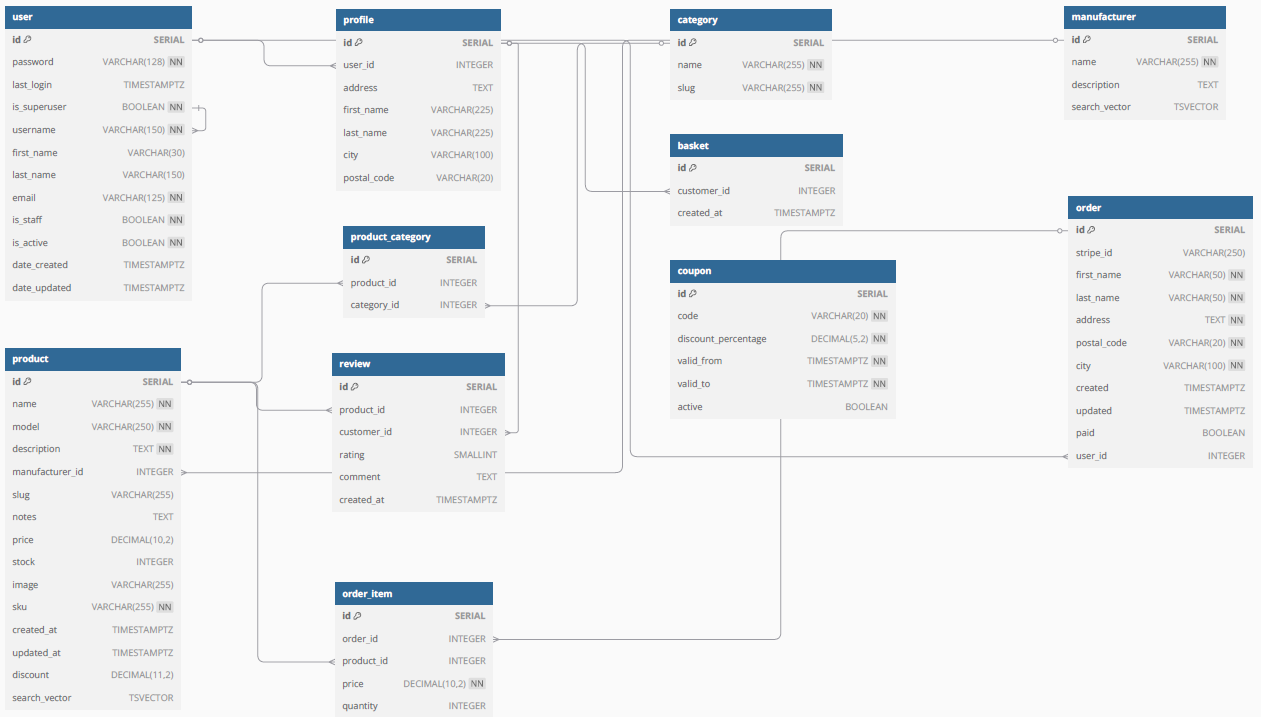 user
id SERIAL
password VARCHAR(128) NN
last_login TIMESTAMPTZ
is_superuser BOOLEAN NN
username VARCHAR(150) NN
first_name VARCHAR(30)
last_name VARCHAR(150)
email VARCHAR(125) NN
is_staff BOOLEAN NN
is_active BOOLEAN NN
date_created TIMESTAMPTZ
date_updated TIMESTAMPTZ
profile
id SERIAL
user_id INTEGER
address TEXT
first_name VARCHAR(225)
last_name VARCHAR(225)
city VARCHAR(100)
postal_code VARCHAR(20)
category
id SERIAL
name VARCHAR(255) NN
slug VARCHAR(255) NN
manufacturer
id SERIAL
name VARCHAR(255) NN
description TEXT
search_vector TSVECTOR
basket
id SERIAL
customer_id INTEGER
created_at TIMESTAMPTZ
order
id SERIAL
stripe_id VARCHAR(250)
first_name VARCHAR(50) NN
last_name VARCHAR(50) NN
address TEXT NN
postal_code VARCHAR(20) NN
city VARCHAR(100) NN
created TIMESTAMPTZ
updated TIMESTAMPTZ
paid BOOLEAN
user_id INTEGER
product_category
id SERIAL
product_id INTEGER
category_id INTEGER
coupon
id SERIAL
code VARCHAR(20) NN
discount_percentage DECIMAL(5,2) NN
valid_from TIMESTAMPTZ NN
valid_to TIMESTAMPTZ NN
active BOOLEAN
product
id SERIAL
name VARCHAR(255) NN
model VARCHAR(250) NN
description TEXT NN
manufacturer_id INTEGER
slug VARCHAR(255)
notes TEXT
price DECIMAL(10,2)
stock INTEGER
image VARCHAR(255)
sku VARCHAR(255) NN
created_at TIMESTAMPTZ
updated_at TIMESTAMPTZ
discount DECIMAL(11,2)
search_vector TSVECTOR
review
id SERIAL
product_id INTEGER
customer_id INTEGER
rating SMALLINT
comment TEXT
created_at TIMESTAMPTZ
order_item
id SERIAL
order_id INTEGER
product_id INTEGER
price DECIMAL(10,2) NN
quantity INTEGER